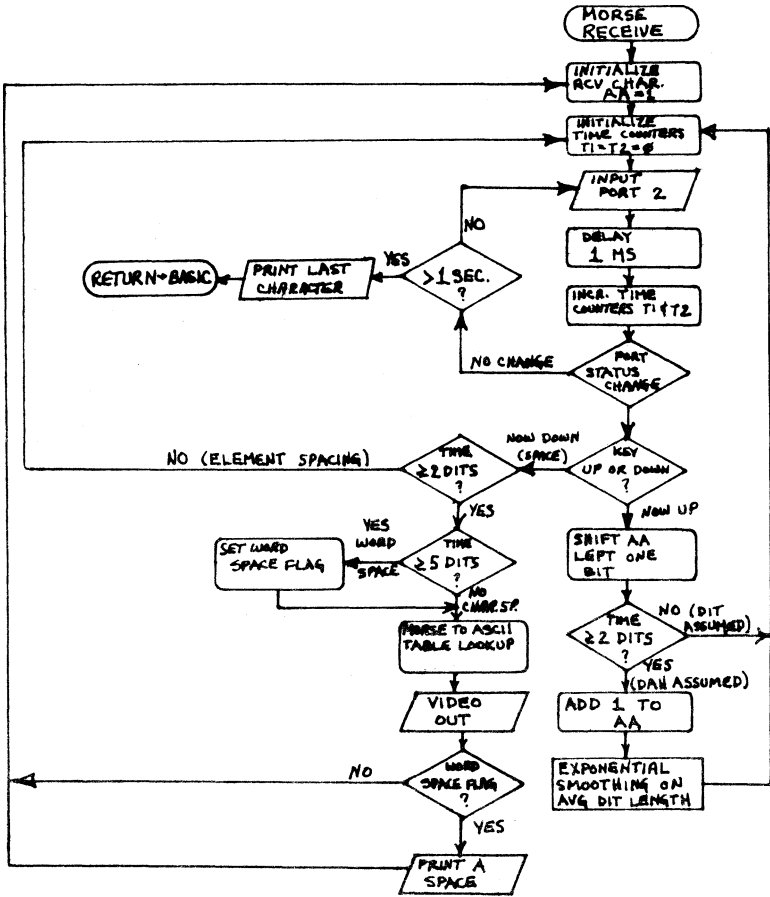 MORSE
RECEIVE
INITIALIZE
RCV CHAR.
AA=1
INITIALIZE
TIME COUNTERS
T1=T2=Ø
INPUT
PORT 2
NO
DELAY
1 MS
YES
>1 SEC.
?
PRINT LAST
CHARACTER
RETURN→BASIC
INCR. TIME
COUNTERS T1 & T2
NO CHANGE
PORT
STATUS
CHANGE
NOW DOWN
(SPACE)
KEY
UP OR DOWN
?
TIME
≥2 DITS
?
NO (ELEMENT SPACING)
YES
NOW UP
YES
WORD
SPACE
TIME
≥5 DITS
?
SET WORD
SPACE FLAG
NO
CHAR.SP.
SHIFT AA
LEFT ONE
BIT
MORSE TO ASCII
TABLE LOOKUP
TIME
≥2 DITS
?
NO (DIT
ASSUMED)
YES
(DAH ASSUMED)
VIDEO
OUT
ADD 1 TO
AA
NO
WORD
SPACE FLAG
?
EXPONENTIAL
SMOOTHING ON
AVG DIT LENGTH
YES
PRINT A
SPACE